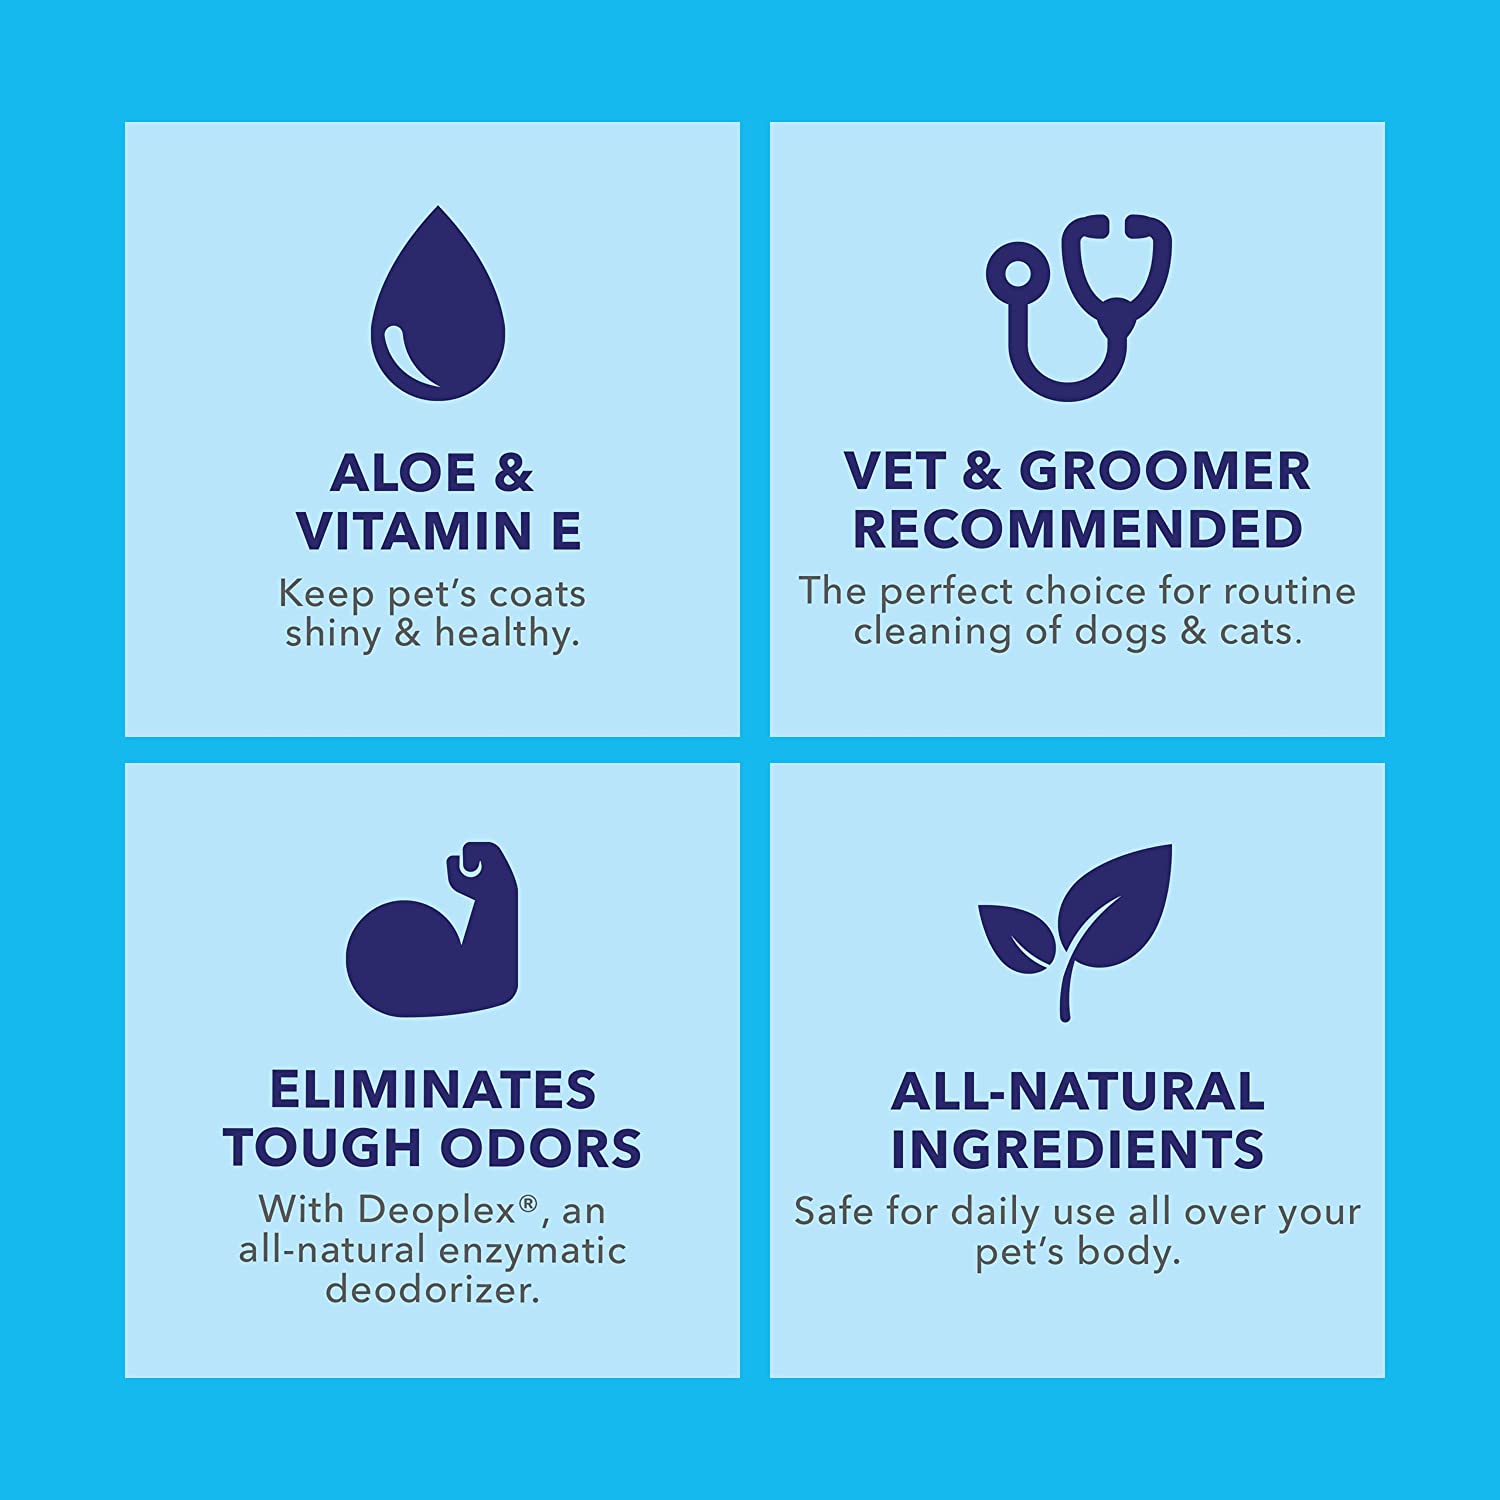 ALOE &
VITAMIN E
Keep pet's coats
shiny & healthy.
VET & GROOMER
RECOMMENDED
The perfect choice for routine
cleaning of dogs & cats.
ELIMINATES
TOUGH ODORS
With Deoplex®, an
all-natural enzymatic
deodorizer.
ALL-NATURAL
INGREDIENTS
Safe for daily use all over your
pet's body.